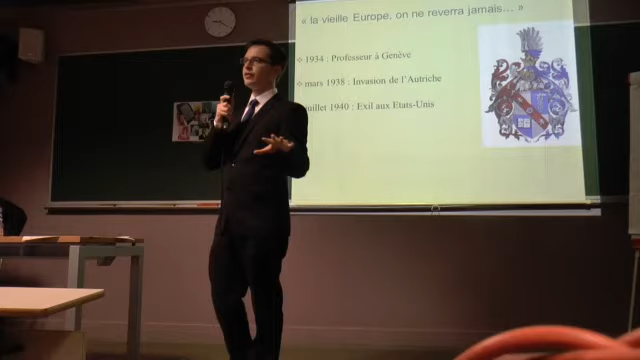 « la vieille Europe, on ne reverra jamais… »
1934 : Professeur à Genève
mars 1938 : Invasion de l'Autriche
juillet 1940 : Exil aux Etats-Unis